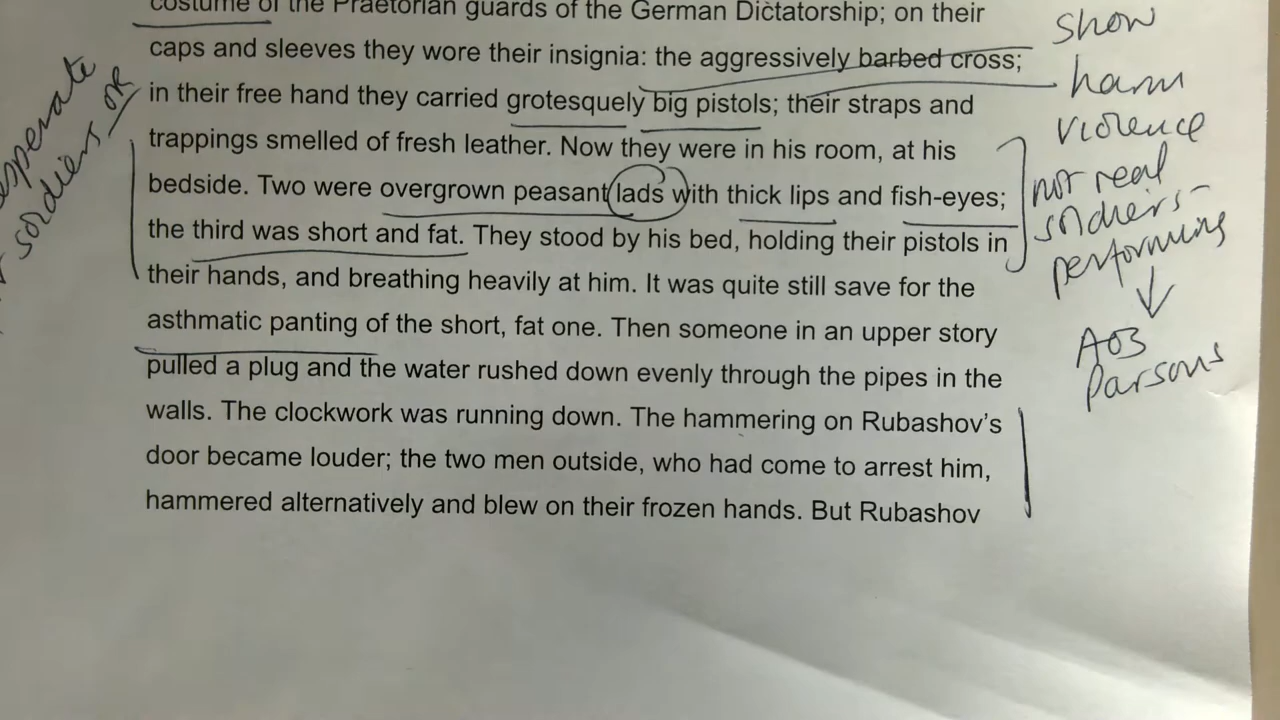 costume of the Praetorian guards of the German Dictatorship; on their
caps and sleeves they wore their insignia: the aggressively barbed cross;
in their free hand they carried grotesquely big pistols; their straps and
trappings smelled of fresh leather. Now they were in his room, at his
bedside. Two were overgrown peasant lads with thick lips and fish-eyes;
the third was short and fat. They stood by his bed, holding their pistols in
their hands, and breathing heavily at him. It was quite still save for the
asthmatic panting of the short, fat one. Then someone in an upper story
pulled a plug and the water rushed down evenly through the pipes in the
walls. The clockwork was running down. The hammering on Rubashov's
door became louder; the two men outside, who had come to arrest him,
hammered alternatively and blew on their frozen hands. But Rubashov
show
harm
violence
not real
soldiers -
performing
↓
AO3
Parsons
OR